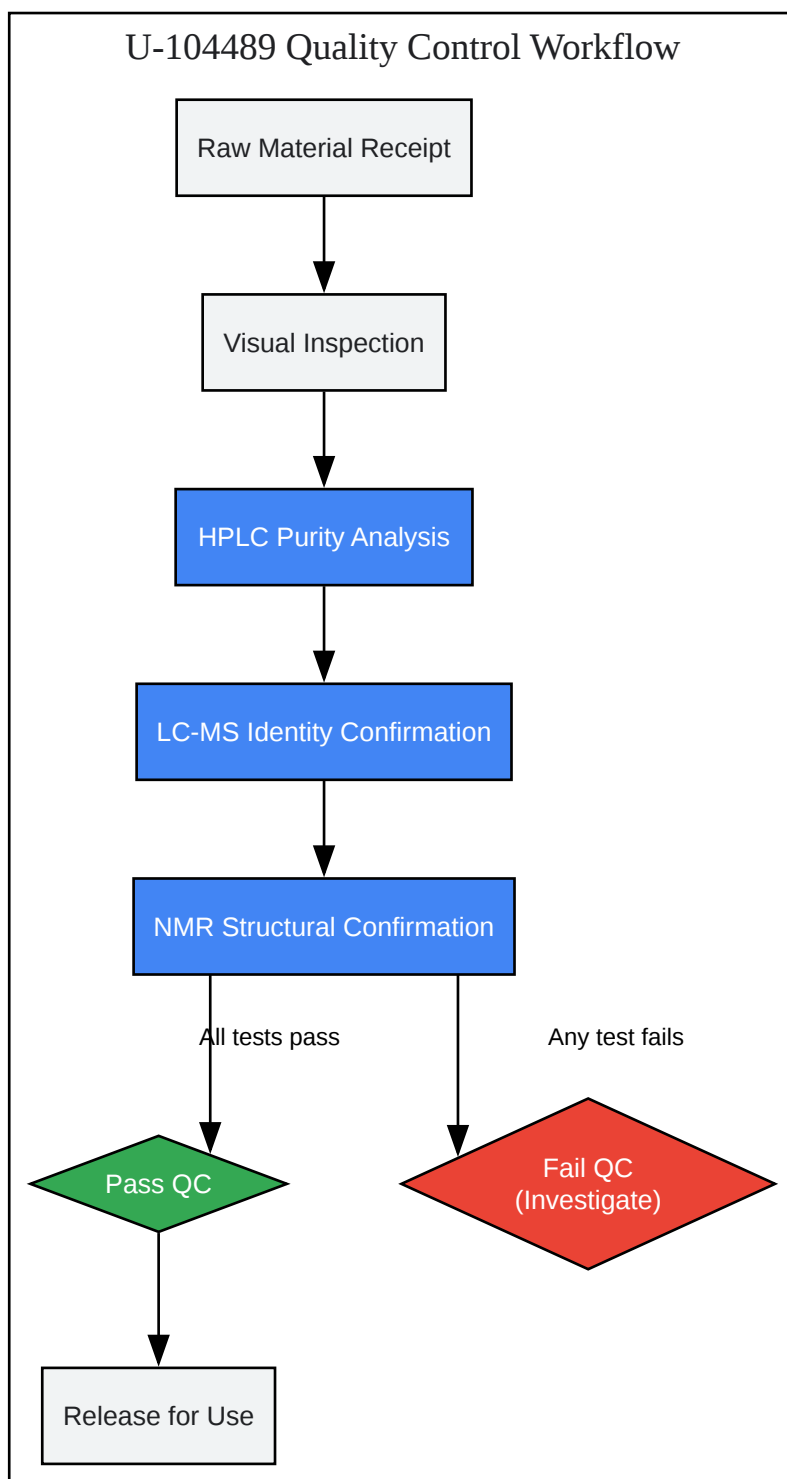 U-104489 Quality Control Workflow
Raw Material Receipt
Visual Inspection
HPLC Purity Analysis
LC-MS Identity Confirmation
NMR Structural Confirmation
All tests pass
Any test fails
Pass QC
Fail QC
(Investigate)
Release for Use